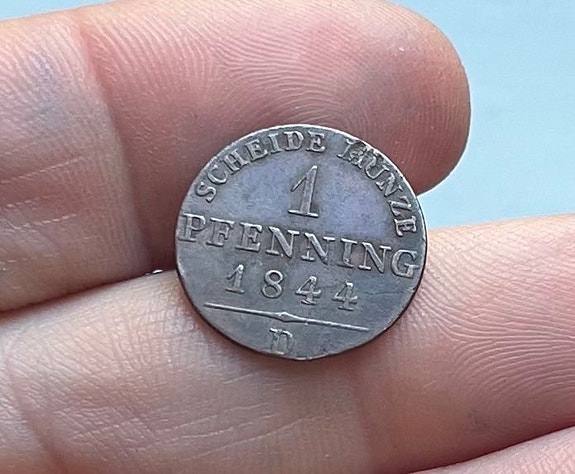 SCHEIDE MÜNZE
1
PFENNING
1844
D